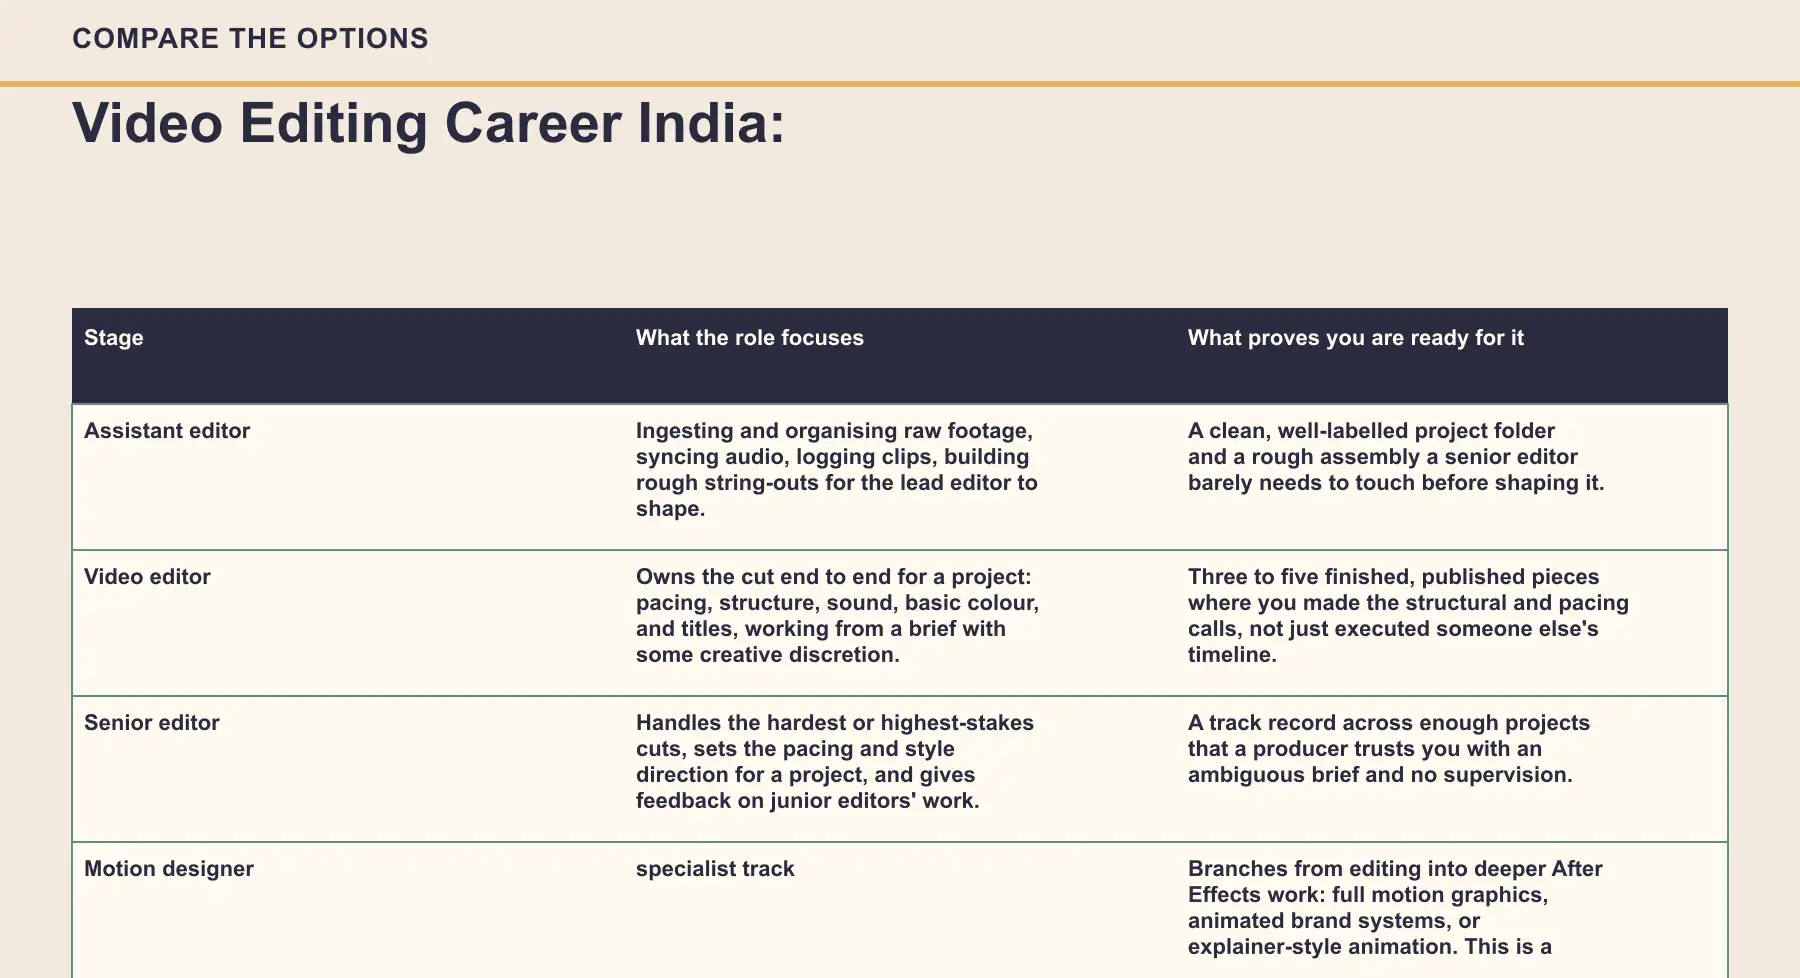 COMPARE THE OPTIONS
Video Editing Career India:
Stage
What the role focuses
What proves you are ready for it
Assistant editor
Ingesting and organising raw footage,
syncing audio, logging clips, building
rough string-outs for the lead editor to
shape.
A clean, well-labelled project folder
and a rough assembly a senior editor
barely needs to touch before shaping it.
Video editor
Owns the cut end to end for a project:
pacing, structure, sound, basic colour,
and titles, working from a brief with
some creative discretion.
Three to five finished, published pieces
where you made the structural and pacing
calls, not just executed someone else's
timeline.
Senior editor
Handles the hardest or highest-stakes
cuts, sets the pacing and style
direction for a project, and gives
feedback on junior editors' work.
A track record across enough projects
that a producer trusts you with an
ambiguous brief and no supervision.
Motion designer
specialist track
Branches from editing into deeper After
Effects work: full motion graphics,
animated brand systems, or
explainer-style animation. This is a